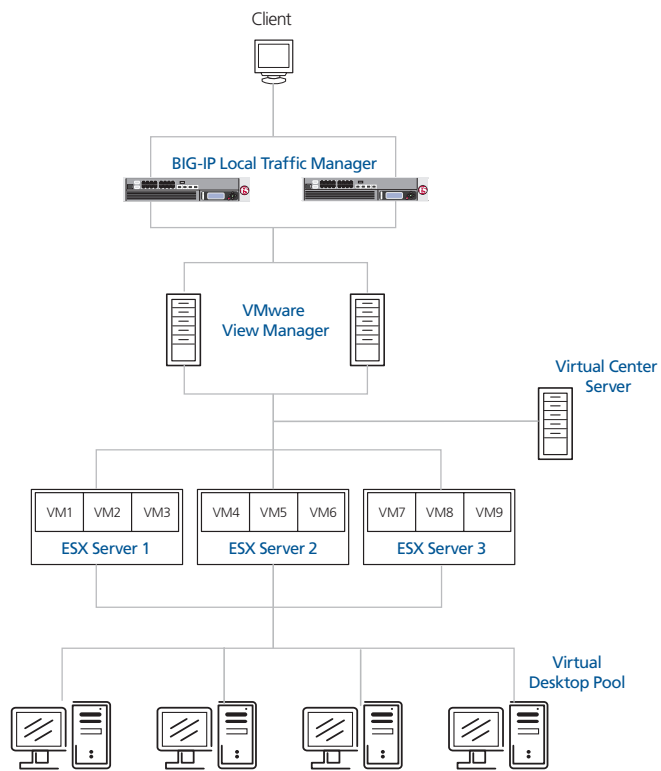 Client
BIG-IP Local Traffic Manager
VMware
View Manager
Virtual Center
Server
VM1 VM2 VM3 VM4 VM5 VM6 VM7 VM8 VM9
ESX Server 1 ESX Server 2 ESX Server 3
Virtual
Desktop Pool